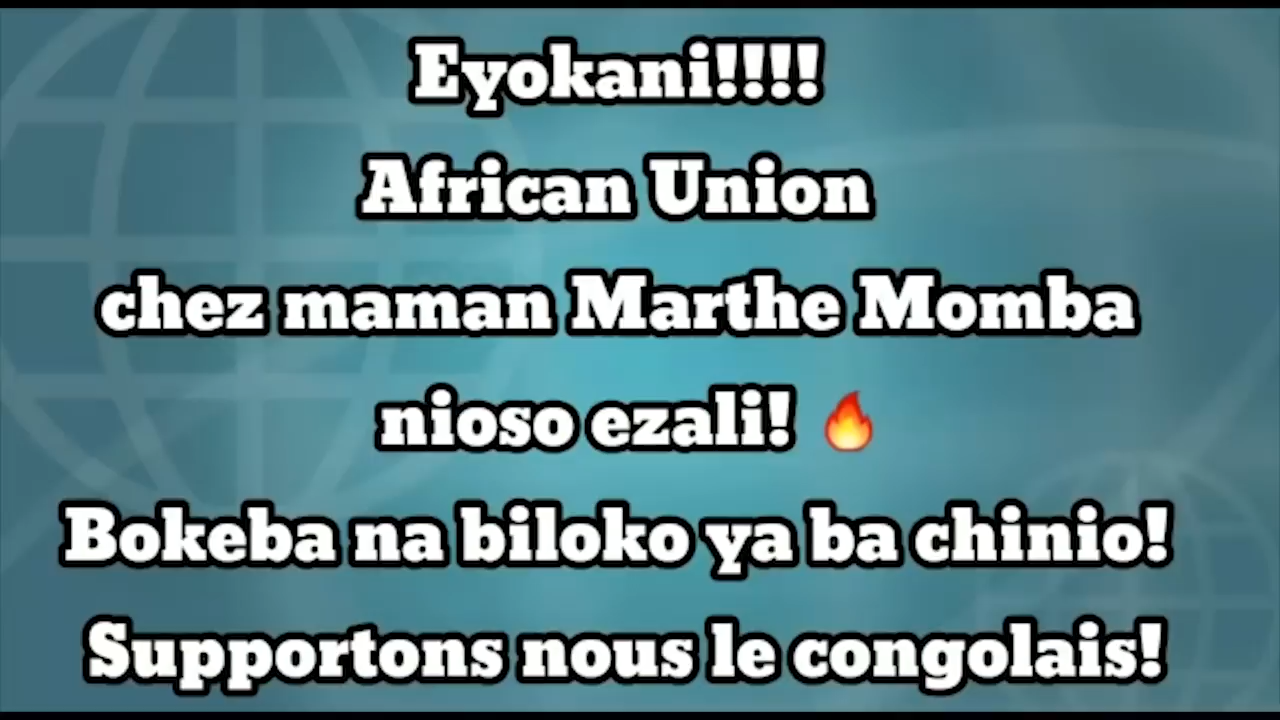 Eyokani!!!!
African Union
chez maman Marthe Momba
nioso ezali! 🔥
Bokeba na biloko ya ba chinio!
Supportons nous le congolais!